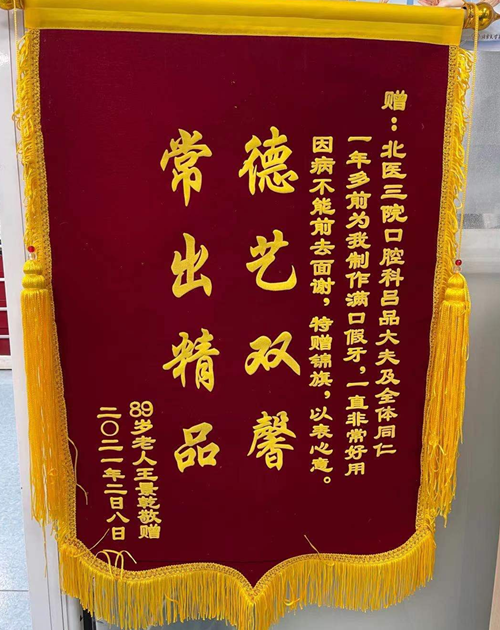 赠：北医三院口腔科吕品大夫及全体同仁
一年多前为我制作满口假牙，一直非常好用
因病不能前去面谢，特赠锦旗，以表心意。
德艺双馨
常出精品
89岁老人王景乾敬赠
二〇二一年二月八日